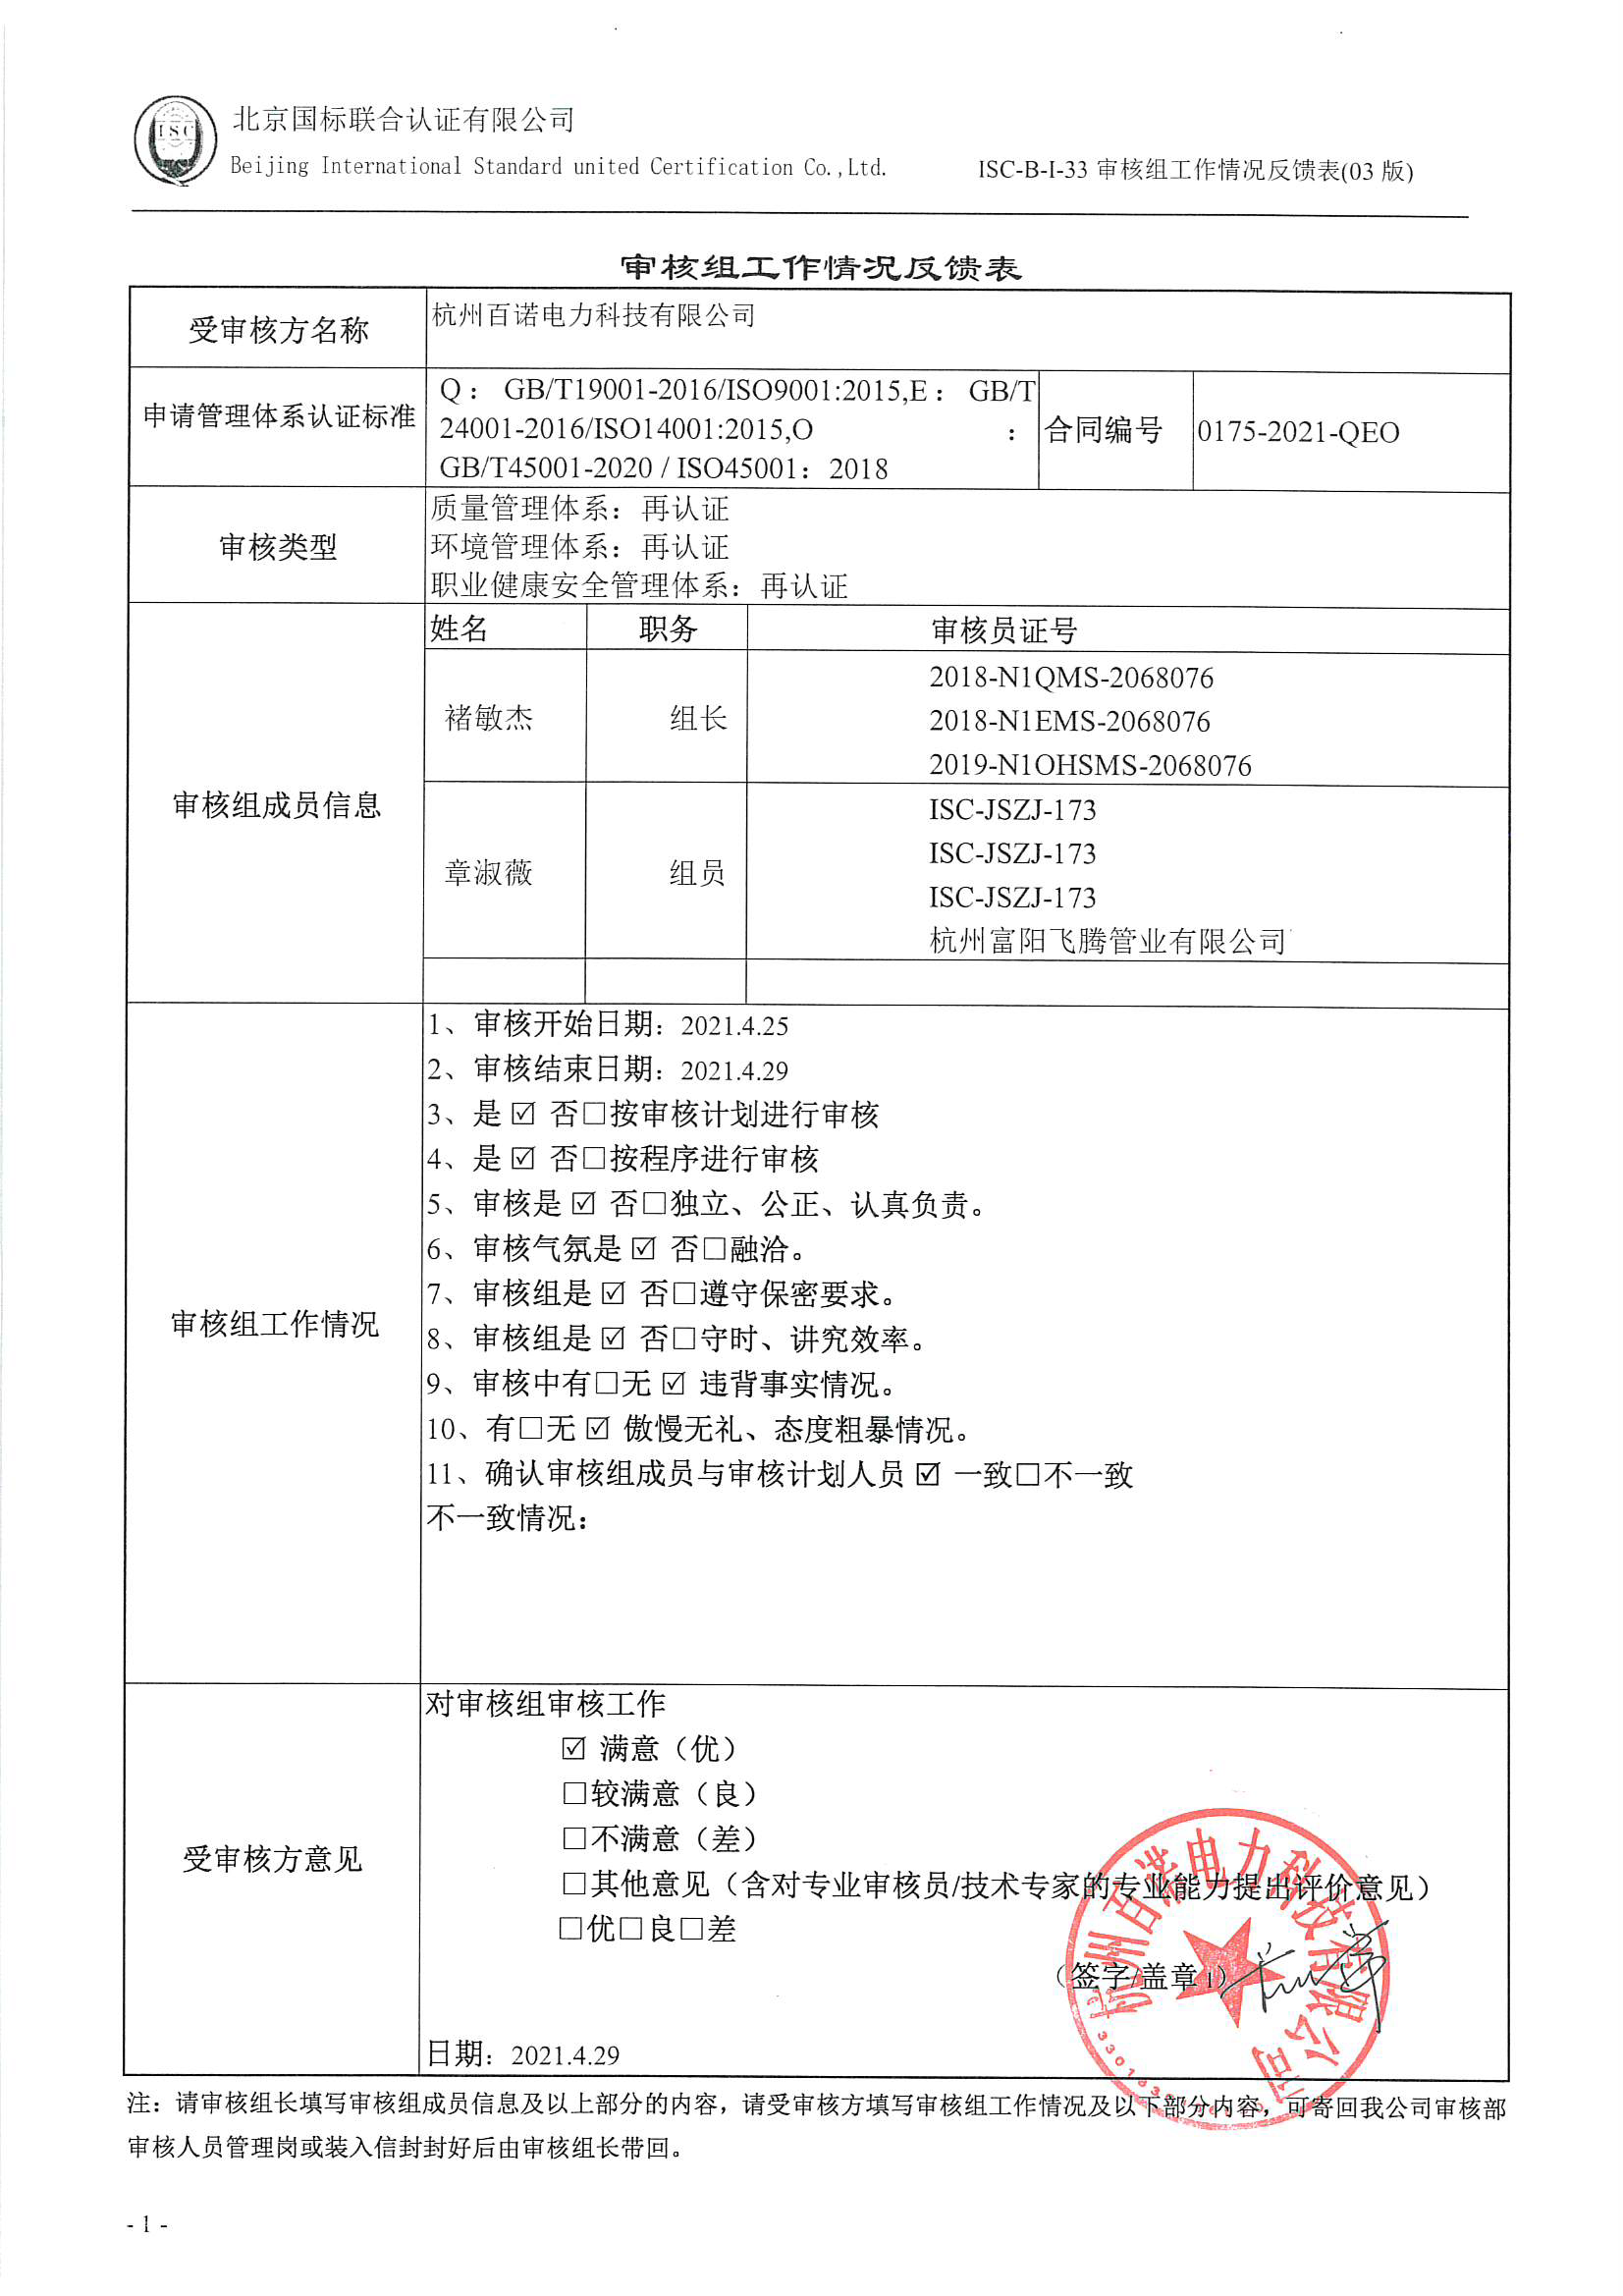 ISC
北京国标联合认证有限公司
Beijing International Standard united Certification Co.,Ltd.
ISC-B-I-33 审核组工作情况反馈表(03 版)
审核组工作情况反馈表
受审核方名称
杭州百诺电力科技有限公司
申请管理体系认证标准
Q： GB/T19001-2016/ISO9001:2015,E： GB/T
24001-2016/ISO14001:2015,O ：
GB/T45001-2020 / ISO45001：2018
合同编号
0175-2021-QEO
审核类型
质量管理体系：再认证
环境管理体系：再认证
职业健康安全管理体系：再认证
审核组成员信息
姓名 职务 审核员证号
褚敏杰 组长
2018-N1QMS-2068076
2018-N1EMS-2068076
2019-N1OHSMS-2068076
章淑薇 组员
ISC-JSZJ-173
ISC-JSZJ-173
ISC-JSZJ-173
杭州富阳飞腾管业有限公司
审核组工作情况
1、审核开始日期：2021.4.25
2、审核结束日期：2021.4.29
3、是 ☑ 否□按审核计划进行审核
4、是 ☑ 否□按程序进行审核
5、审核是 ☑ 否□独立、公正、认真负责。
6、审核气氛是 ☑ 否□融洽。
7、审核组是 ☑ 否□遵守保密要求。
8、审核组是 ☑ 否□守时、讲究效率。
9、审核中有□无 ☑ 违背事实情况。
10、有□无 ☑ 傲慢无礼、态度粗暴情况。
11、确认审核组成员与审核计划人员 ☑ 一致□不一致
不一致情况：
受审核方意见
对审核组审核工作
☑ 满意（优）
□较满意（良）
□不满意（差）
□其他意见（含对专业审核员/技术专家的专业能力提出评价意见）
□优□良□差
（签字/盖章）
杭州百诺电力科技有限公司
日期：2021.4.29
注：请审核组长填写审核组成员信息及以上部分的内容，请受审核方填写审核组工作情况及以下部分内容，可寄回我公司审核部
审核人员管理岗或装入信封封好后由审核组长带回。
- 1 -